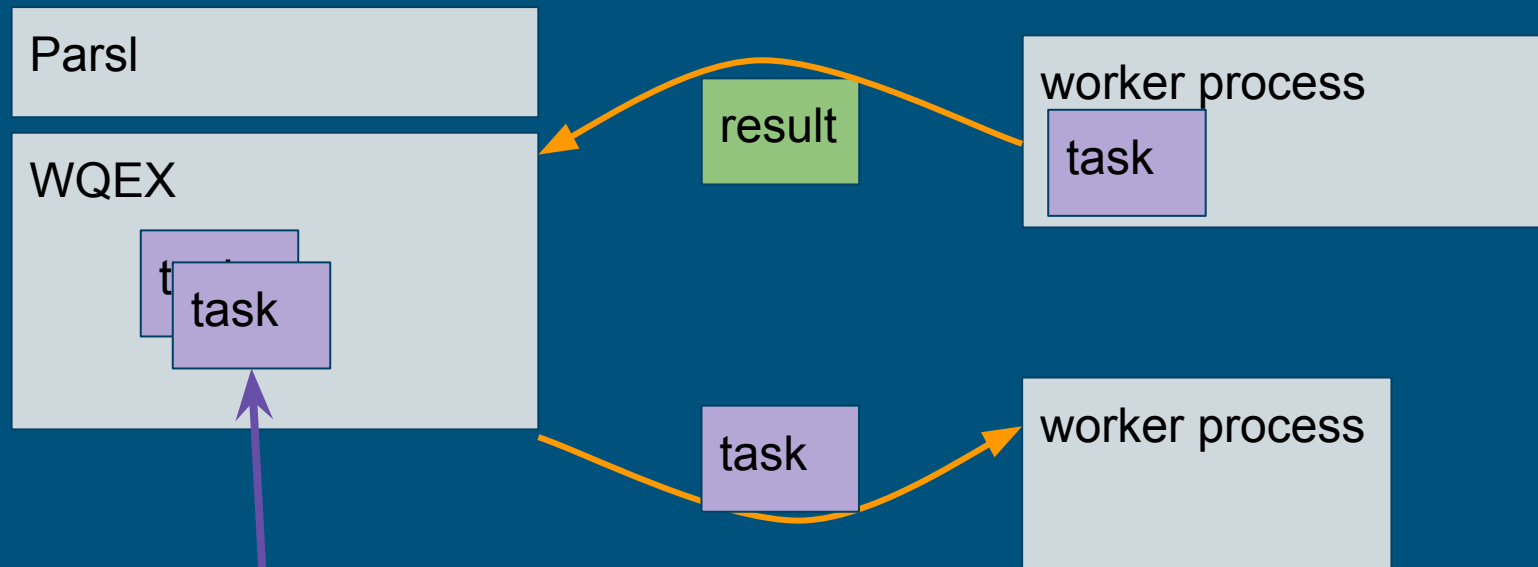 Parsl
worker process
result
task
WQEX
task
task
worker process